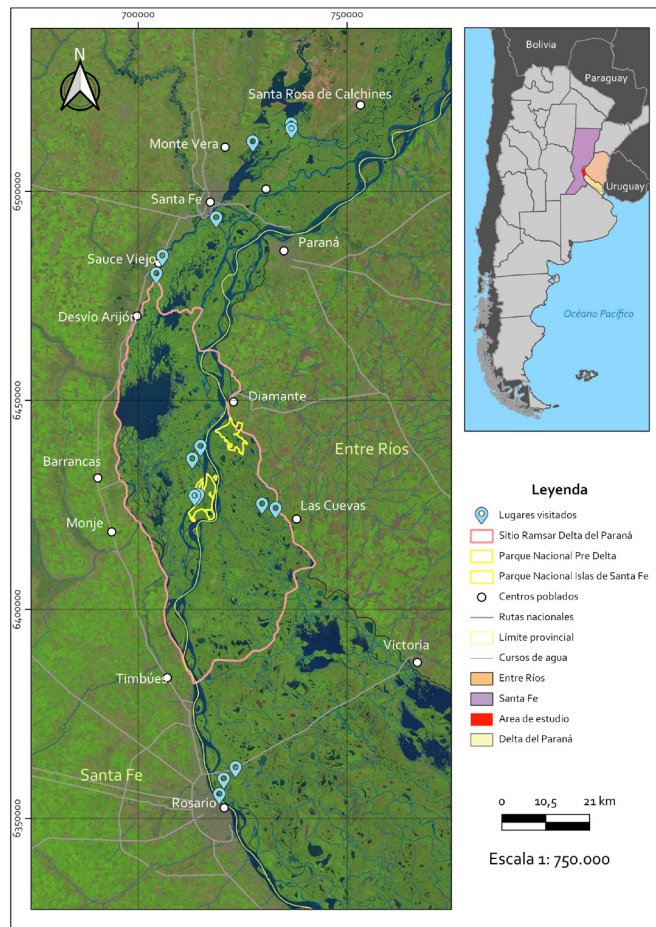 700000
750000
N
Santa Rosa de Calchines
Monte Vera
6500000
Santa Fe
Paraná
Sauce Viejo
Desvío Arijón
6450000
Diamante
Entre Ríos
Barrancas
Las Cuevas
Monje
6400000
Victoria
Timbúes
Santa Fe
Rosario
6350000
Bolivia
Paraguay
Uruguay
Océano Pacífico
Leyenda
Lugares visitados
Sitio Ramsar Delta del Paraná
Parque Nacional Pre Delta
Parque Nacional Islas de Santa Fe
Centros poblados
Rutas nacionales
Límite provincial
Cursos de agua
Entre Ríos
Santa Fe
Area de estudio
Delta del Paraná
0 10,5 21 km
Escala 1: 750.000